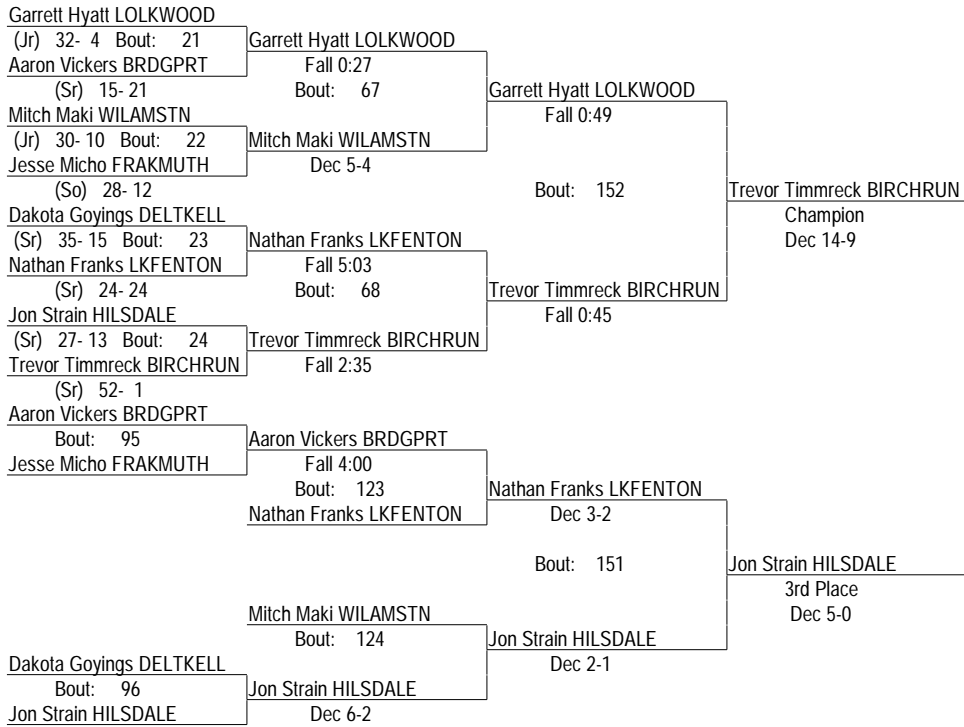 Garrett Hyatt LOLKWOOD
(Jr) 32- 4 Bout: 21 Garrett Hyatt LOLKWOOD
Aaron Vickers BRDGPRT Fall 0:27
(Sr) 15- 21 Bout: 67 Garrett Hyatt LOLKWOOD
Mitch Maki WILAMSTN Fall 0:49
(Jr) 30- 10 Bout: 22 Mitch Maki WILAMSTN
Jesse Micho FRAKMUTH Dec 5-4
(So) 28- 12 Bout: 152 Trevor Timmreck BIRCHRUN
Dakota Goyings DELTKELL Champion
(Sr) 35- 15 Bout: 23 Nathan Franks LKFENTON Dec 14-9
Nathan Franks LKFENTON Fall 5:03
(Sr) 24- 24 Bout: 68 Trevor Timmreck BIRCHRUN
Jon Strain HILSDALE Fall 0:45
(Sr) 27- 13 Bout: 24 Trevor Timmreck BIRCHRUN
Trevor Timmreck BIRCHRUN Fall 2:35
(Sr) 52- 1
Aaron Vickers BRDGPRT
Bout: 95 Aaron Vickers BRDGPRT
Jesse Micho FRAKMUTH Fall 4:00
Bout: 123 Nathan Franks LKFENTON
Nathan Franks LKFENTON Dec 3-2
Bout: 151 Jon Strain HILSDALE
3rd Place
Mitch Maki WILAMSTN Dec 5-0
Bout: 124 Jon Strain HILSDALE
Dakota Goyings DELTKELL Dec 2-1
Bout: 96 Jon Strain HILSDALE
Jon Strain HILSDALE Dec 6-2